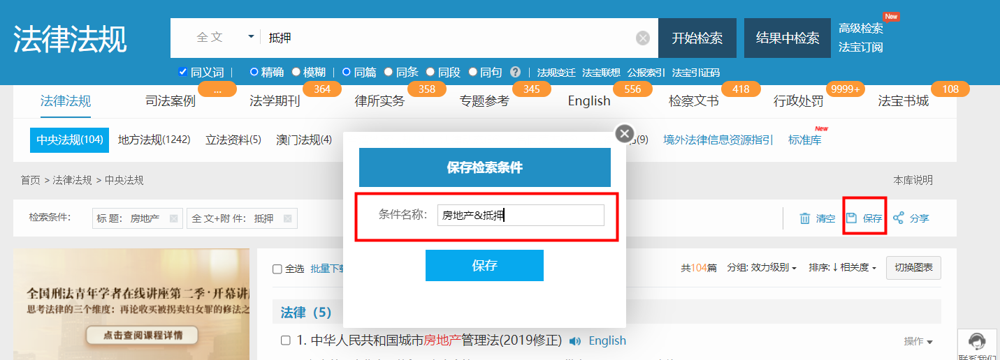 法律法规
全 文 抵押 开始检索 结果中检索 高级检索 New
法宝订阅
同义词 | 精确 模糊 | 同篇 同条 同段 同句 ? | 法规变迁 法宝联想 公报索引 法宝引证码
... 364 358 345 556 418 9999+ 108
法律法规 司法案例 法学期刊 律所实务 专题参考 English 检察文书 行政处罚 法宝书城
中央法规(104) 地方法规(1242) 立法资料(5) 澳门法规(4) (9) 境外法律信息资源指引 标准库 New
首页 > 法律法规 > 中央法规 本库说明
保存检索条件
检索条件: 标 题: 房地产 全 文+附 件: 抵押 清空 保存 分享
条件名称: 房地产&抵押
保存
全选 批量下载 共104篇 分组: 效力级别 排序:↓相关度 切换图表
全国刑法青年学者在线讲座第二季·开幕讲
思考法律的三个维度：再论收买被拐卖妇女罪的修法之
点击查阅课程详情
法律（5）
1. 中华人民共和国城市房地产管理法(2019修正) English 操作
联系我们